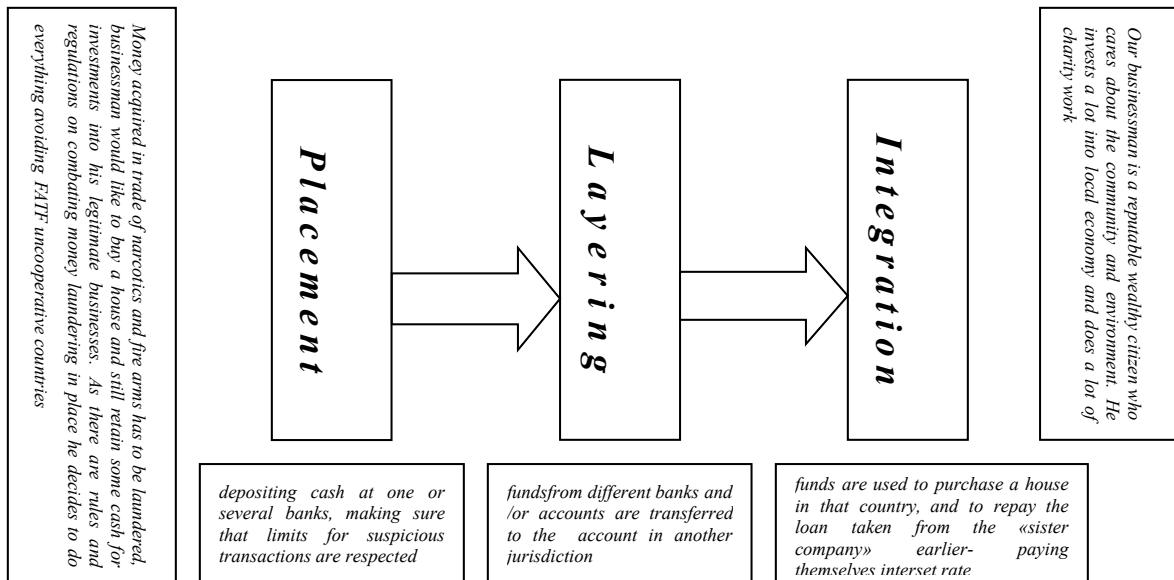 Money acquired in trade of narcotics and fire arms has to be laundered,
businessman would like to buy a house and still retain some cash for
investments into his legitimate businesses. As there are rules and
regulations on combating money laundering in place he decides to do
everything avoiding FATF uncooperative countries
Placement
Layering
Integration
Our businessman is a reputable wealthy citizen who
cares about the community and environment. He
invests a lot into local economy and does a lot of
charity work
depositing cash at one or
several banks, making sure
that limits for suspicious
transactions are respected
fundsfrom different banks and
/or accounts are transferred
to the account in another
jurisdiction
funds are used to purchase a house
in that country, and to repay the
loan taken from the «sister
company» earlier- paying
themselves interset rate